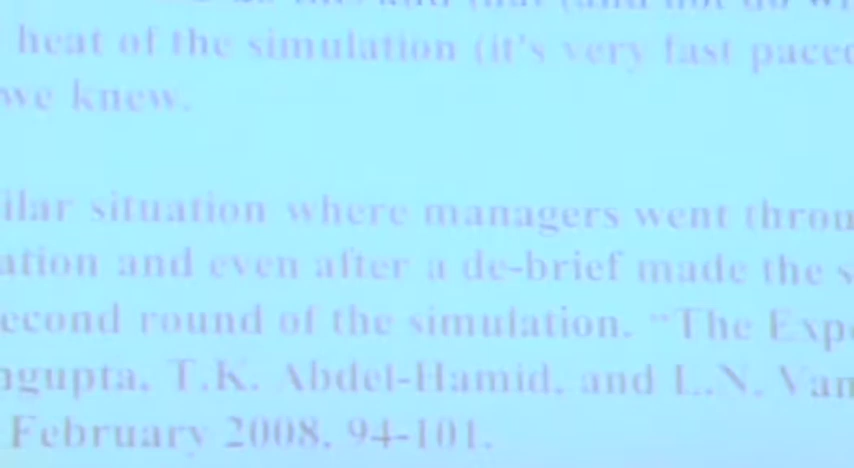 heat of the simulation (it's very fast paced
we knew.
ilar situation where managers went throu
ation and even after a de-brief made the s
econd round of the simulation. "The Expe
ngupta, T.K. Abdel-Hamid, and L.N. Van
February 2008, 94-101.